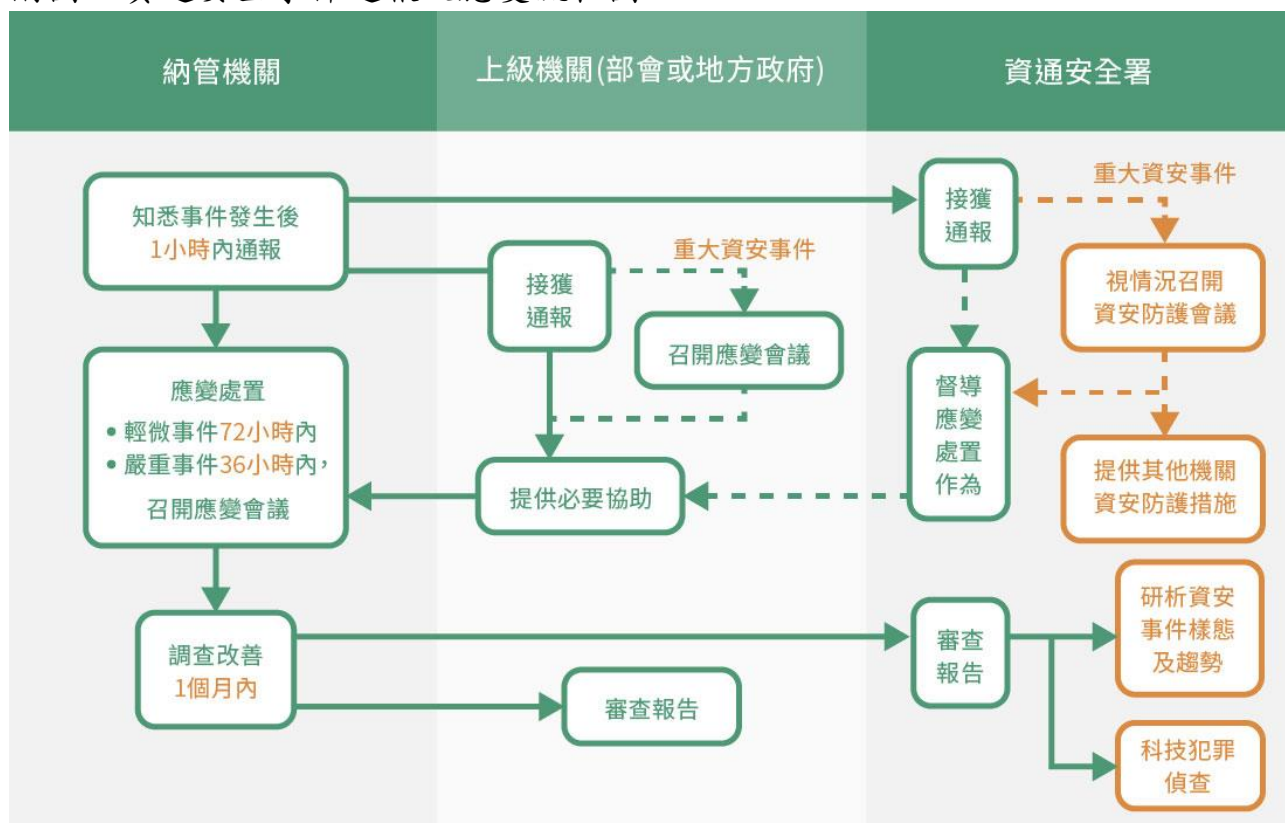 納管機關
上級機關(部會或地方政府)
資通安全署
知悉事件發生後
1小時內通報
應變處置
•輕微事件72小時內
•嚴重事件36小時內，
召開應變會議
調查改善
1個月內
接獲
通報
重大資安事件
召開應變會議
提供必要協助
審查報告
接獲
通報
重大資安事件
視情況召開
資安防護會議
督導
應變
處置
作為
提供其他機關
資安防護措施
審查
報告
研析資安
事件樣態
及趨勢
科技犯罪
偵查